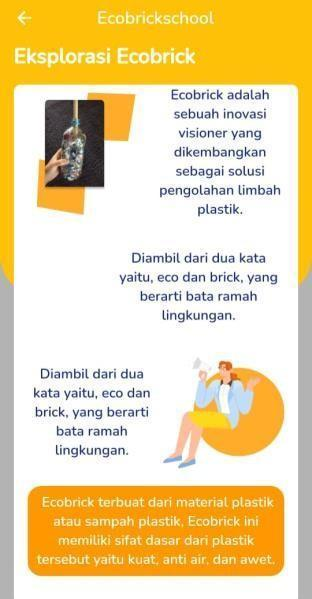 Ecobrickschool
Eksplorasi Ecobrick
Ecobrick adalah
sebuah inovasi
visioner yang
dikembangkan
sebagai solusi
pengolahan limbah
plastik.
Diambil dari dua kata
yaitu, eco dan brick, yang
berarti bata ramah
lingkungan.
Diambil dari dua
kata yaitu, eco dan
brick, yang berarti
bata ramah
lingkungan.
Ecobrick terbuat dari material plastik
atau sampah plastik, Ecobrick ini
memiliki sifat dasar dari plastik
tersebut yaitu kuat, anti air, dan awet.